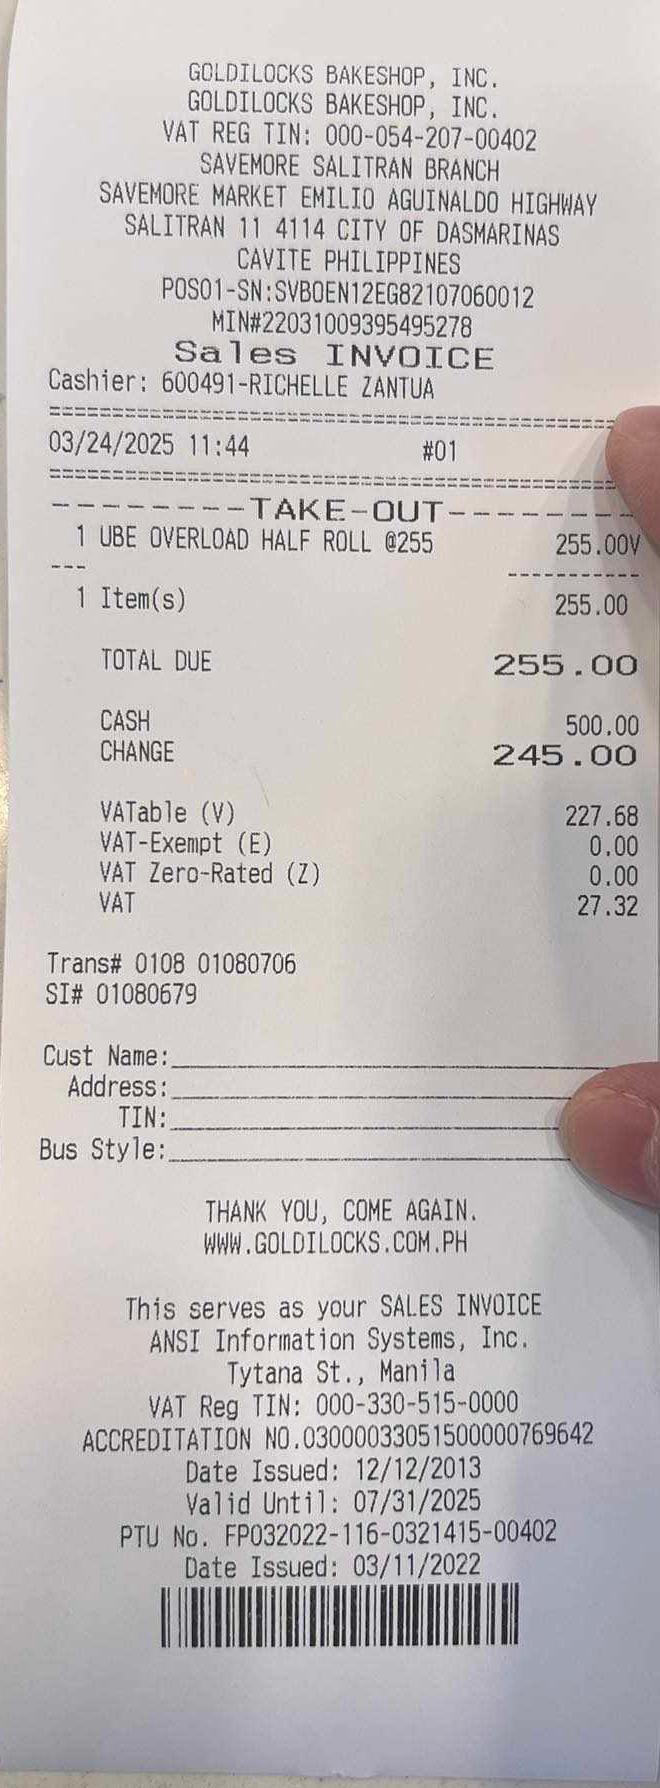 GOLDILOCKS BAKESHOP, INC.
GOLDILOCKS BAKESHOP, INC.
VAT REG TIN: 000-054-207-00402
SAVEMORE SALITRAN BRANCH
SAVEMORE MARKET EMILIO AGUINALDO HIGHWAY
SALITRAN 11 4114 CITY OF DASMARINAS
CAVITE PHILIPPINES
POS01-SN:SVBOEN12EG82107060012
MIN#22031009395495278
Sales INVOICE
Cashier: 600491-RICHELLE ZANTUA
03/24/2025 11:44 #01
--------TAKE-OUT--------
1 UBE OVERLOAD HALF ROLL @255 255.00V
1 Item(s) 255.00
TOTAL DUE 255.00
CASH 500.00
CHANGE 245.00
VATable (V) 227.68
VAT-Exempt (E) 0.00
VAT Zero-Rated (Z) 0.00
VAT 27.32
Trans# 0108 01080706
SI# 01080679
Cust Name:
Address:
TIN:
Bus Style:
THANK YOU, COME AGAIN.
WWW.GOLDILOCKS.COM.PH
This serves as your SALES INVOICE
ANSI Information Systems, Inc.
Tytana St., Manila
VAT Reg TIN: 000-330-515-0000
ACCREDITATION NO.03000033051500000769642
Date Issued: 12/12/2013
Valid Until: 07/31/2025
PTU No. FP032022-116-0321415-00402
Date Issued: 03/11/2022